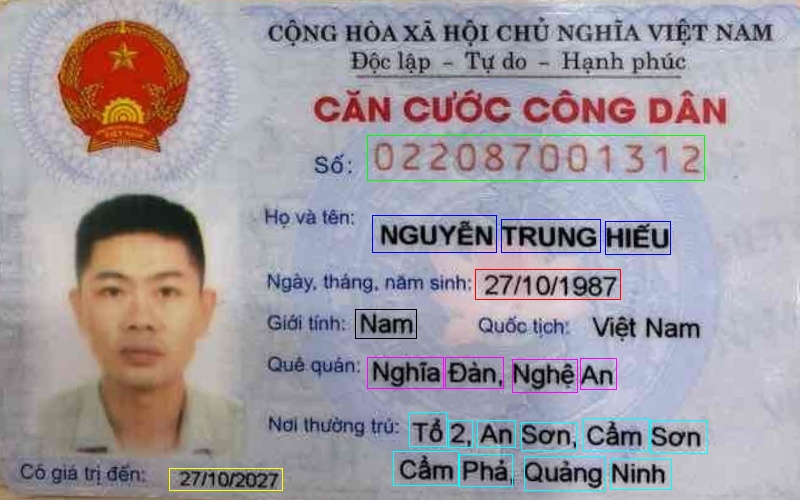 CỘNG HÒA XÃ HỘI CHỦ NGHĨA VIỆT NAM
Độc lập - Tự do - Hạnh phúc
CĂN CƯỚC CÔNG DÂN
Số: 022087001312
Họ và tên: NGUYỄN TRUNG HIẾU
Ngày, tháng, năm sinh: 27/10/1987
Giới tính: Nam Quốc tịch: Việt Nam
Quê quán: Nghĩa Đàn, Nghệ An
Nơi thường trú: Tổ 2, An Sơn, Cẩm Sơn
Cẩm Phả, Quảng Ninh
Có giá trị đến: 27/10/2027